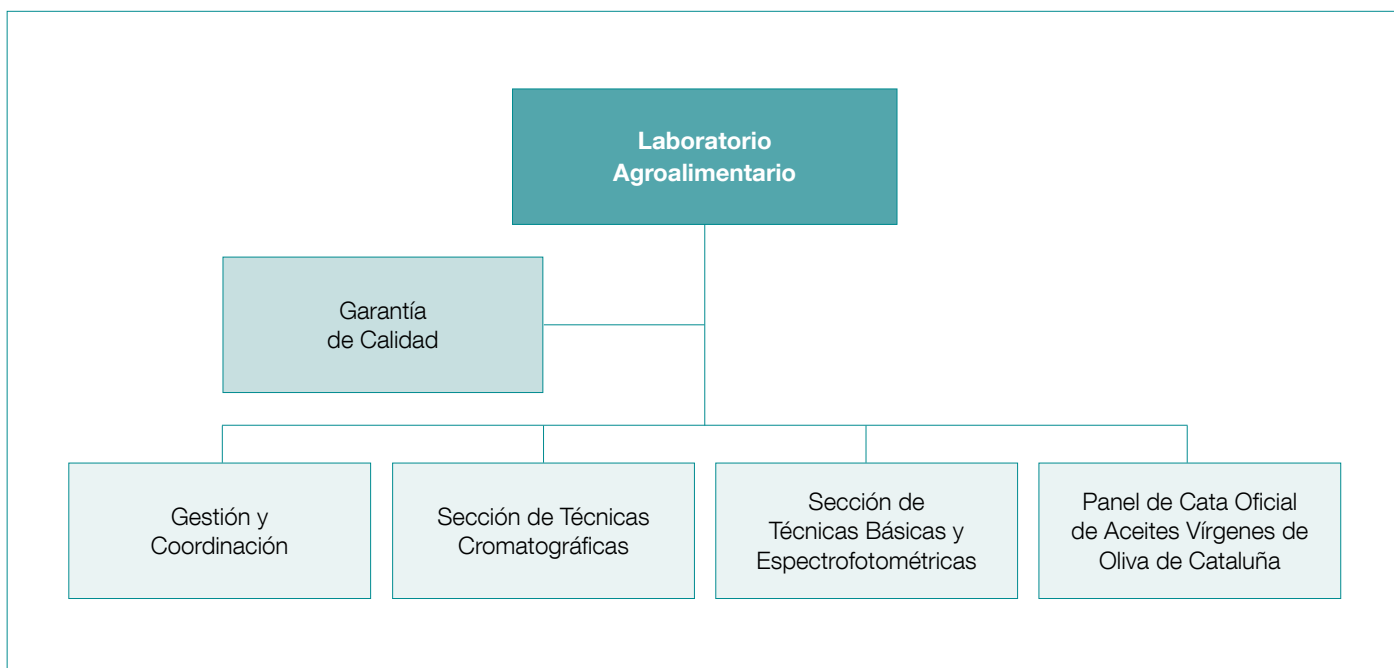 Laboratorio
Agroalimentario
Garantía
de Calidad
Gestión y
Coordinación
Sección de Técnicas
Cromatográficas
Sección de
Técnicas Básicas y
Espectrofotométricas
Panel de Cata Oficial
de Aceites Vírgenes de
Oliva de Cataluña